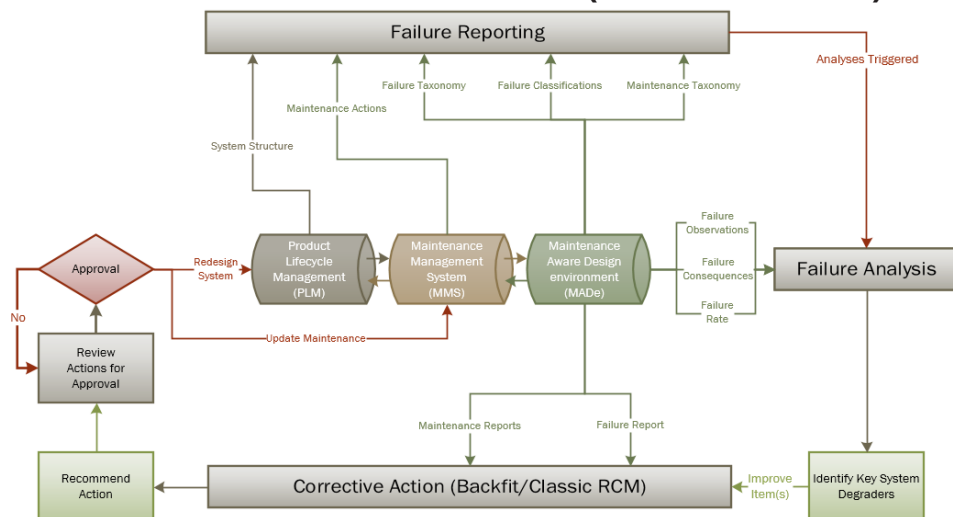 Failure Reporting
Analyses Triggered
Failure Taxonomy
Failure Classifications
Maintenance Taxonomy
Maintenance Actions
System Structure
Failure
Observations
Approval
Redesign
System
Product
Lifecycle
Management
(PLM)
Maintenance
Management
System
(MMS)
Maintenance
Aware Design
environment
(MADe)
Failure
Consequences
Failure Analysis
No
Failure
Rate
Update Maintenance
Review
Actions for
Approval
Maintenance Reports
Failure Report
Recommend
Action
Corrective Action (Backfit/Classic RCM)
Improve
Item(s)
Identify Key System
Degraders